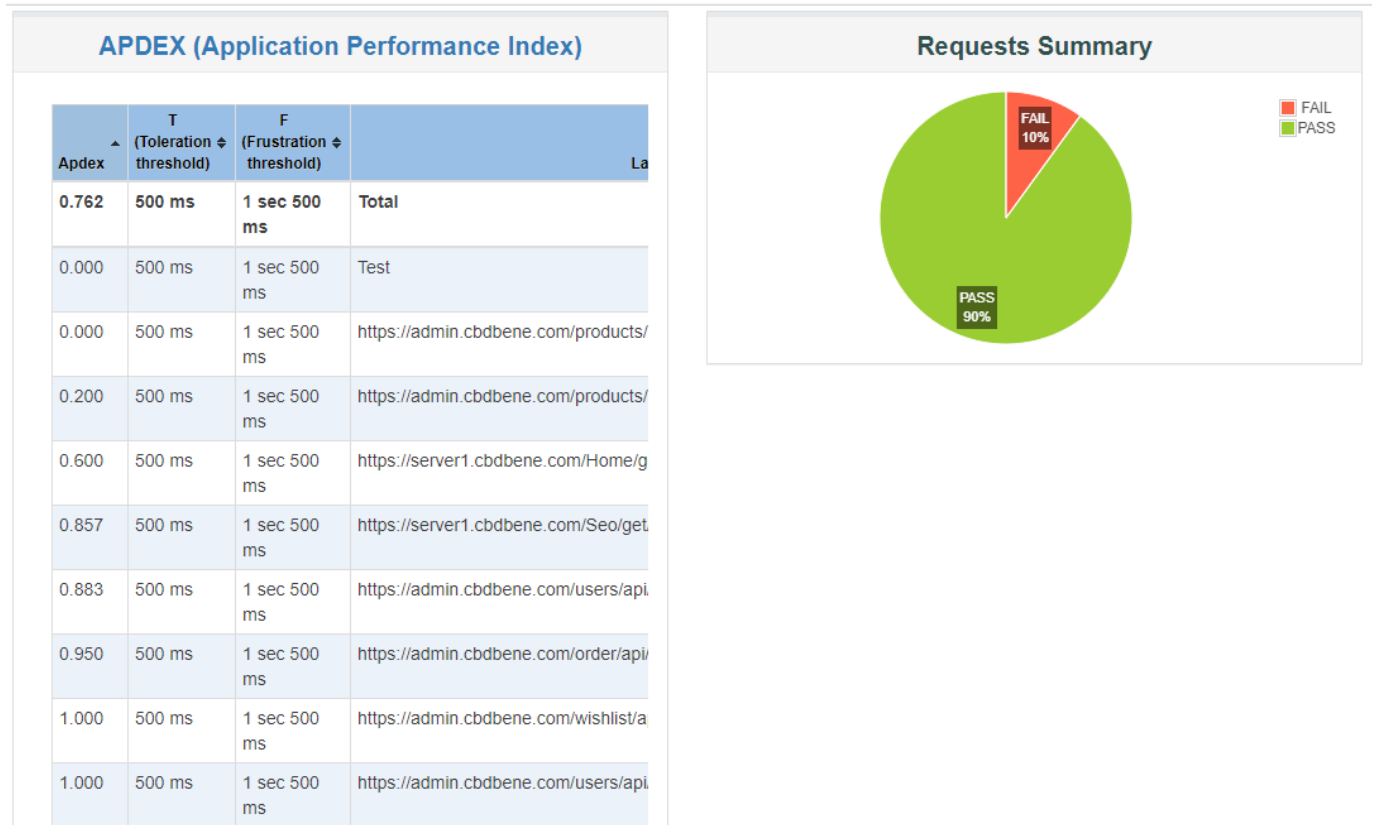 APDEX (Application Performance Index)
Apdex
T
(Toleration
threshold)
F
(Frustration
threshold)
La
0.762 500 ms 1 sec 500 Total
ms
0.000 500 ms 1 sec 500 Test
ms
0.000 500 ms 1 sec 500 https://admin.cbdbene.com/products/
ms
0.200 500 ms 1 sec 500 https://admin.cbdbene.com/products/
ms
0.600 500 ms 1 sec 500 https://server1.cbdbene.com/Home/g
ms
0.857 500 ms 1 sec 500 https://server1.cbdbene.com/Seo/get/
ms
0.883 500 ms 1 sec 500 https://admin.cbdbene.com/users/api/
ms
0.950 500 ms 1 sec 500 https://admin.cbdbene.com/order/api/
ms
1.000 500 ms 1 sec 500 https://admin.cbdbene.com/wishlist/a
ms
1.000 500 ms 1 sec 500 https://admin.cbdbene.com/users/api/
ms
Requests Summary
FAIL
10%
PASS
90%
FAIL
PASS